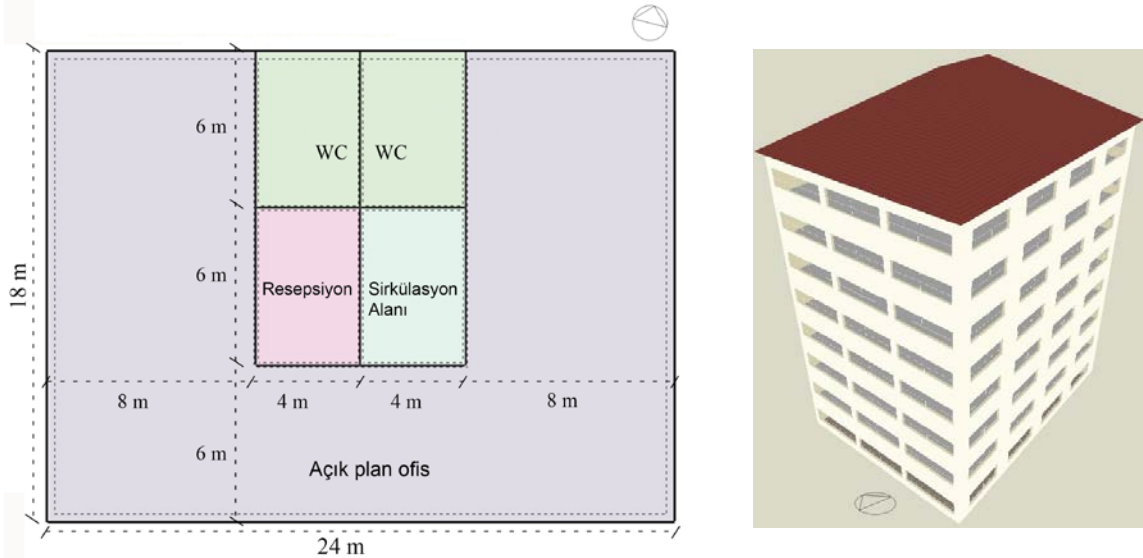 6 m
WC WC
18 m
6 m
Resepsiyon
Sirkülasyon
Alanı
8 m
4 m
4 m
8 m
6 m
Açık plan ofis
24 m